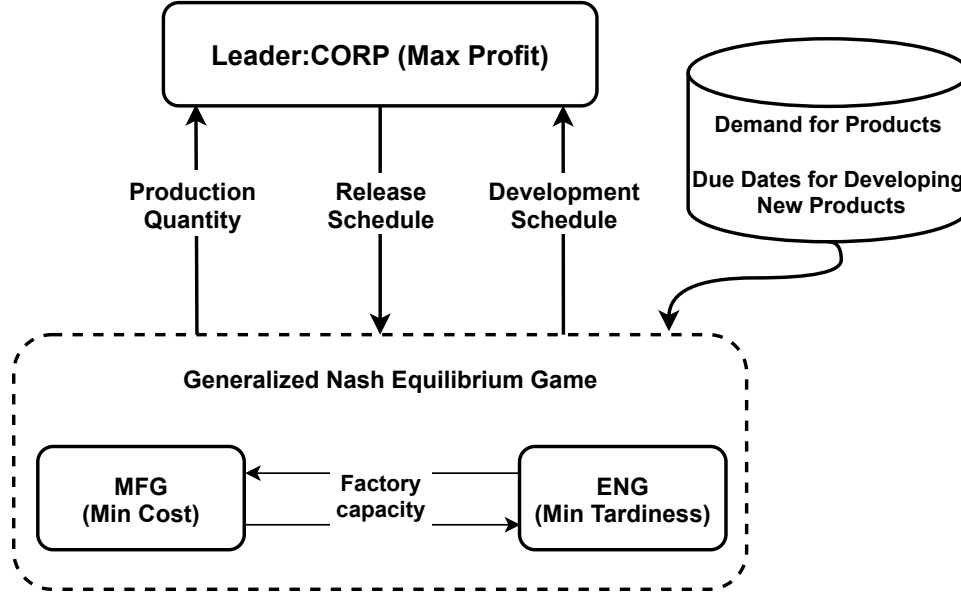 Leader:CORP (Max Profit)
Demand for Products
Due Dates for Developing
New Products
Production
Quantity
Release
Schedule
Development
Schedule
Generalized Nash Equilibrium Game
MFG
(Min Cost)
Factory
capacity
ENG
(Min Tardiness)